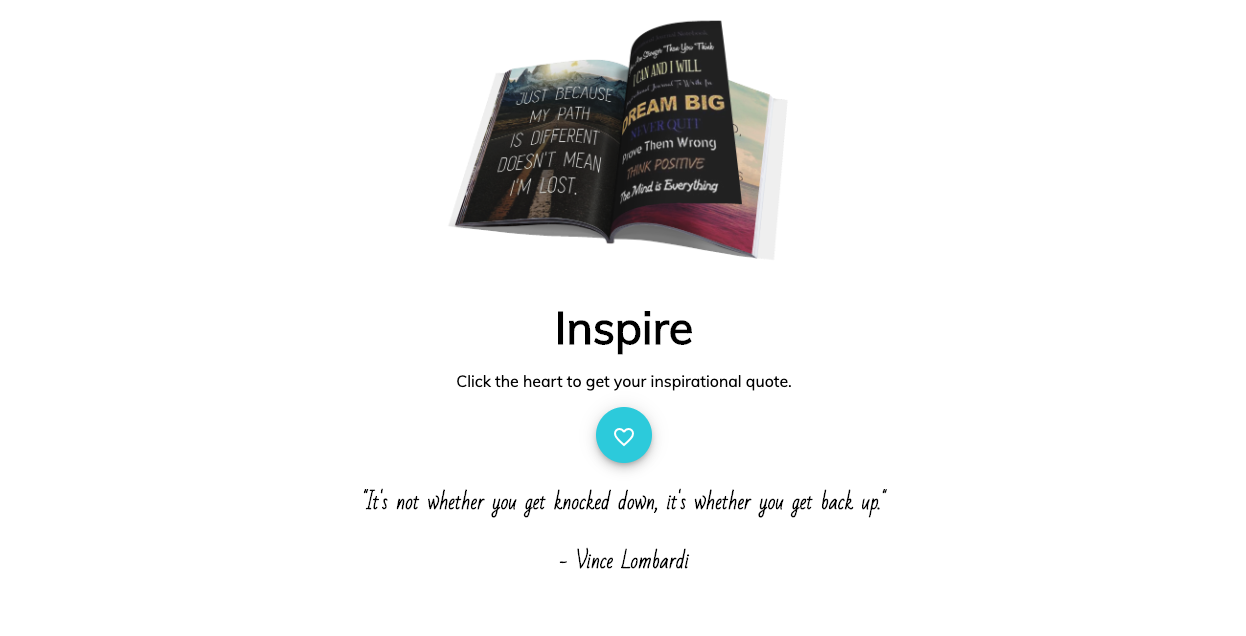 JUST BECAUSE
MY PATH
IS DIFFERENT
DOESN'T MEAN
I'M LOST.
Stronger Than You Think
I CAN AND I WILL
Journal To Write In
DREAM BIG
NEVER QUIT
Prove Them Wrong
THINK POSITIVE
The Mind is Everything
Inspire
Click the heart to get your inspirational quote.
"It's not whether you get knocked down, it's whether you get back up."
- Vince Lombardi